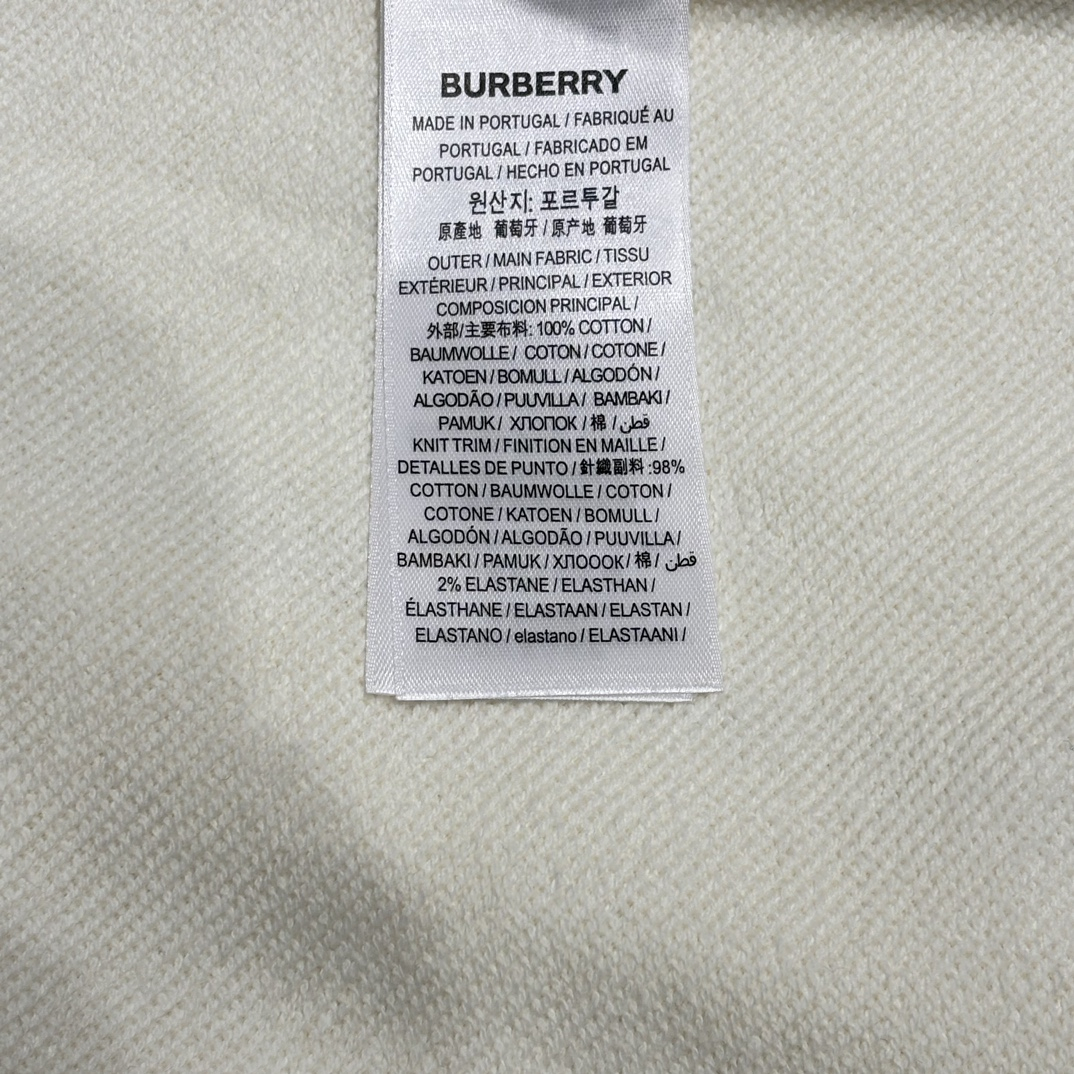 BURBERRY
MADE IN PORTUGAL / FABRIQUÉ AU
PORTUGAL / FABRICADO EM
PORTUGAL / HECHO EN PORTUGAL
원산지: 포르투갈
原產地 葡萄牙 / 原产地 葡萄牙
OUTER / MAIN FABRIC / TISSU
EXTÉRIEUR / PRINCIPAL / EXTERIOR
COMPOSICION PRINCIPAL /
外部/主要布料: 100% COTTON /
BAUMWOLLE / COTON / COTONE /
KATOEN / BOMULL / ALGODÓN /
ALGODÃO / PUUVILLA / BAMBAKI /
PAMUK / ХЛОПОК / 棉 / قطن
KNIT TRIM / FINITION EN MAILLE /
DETALLES DE PUNTO / 針織副料 :98%
COTTON / BAUMWOLLE / COTON /
COTONE / KATOEN / BOMULL /
ALGODÓN / ALGODÃO / PUUVILLA /
BAMBAKI / PAMUK / ХЛОООК / 棉 / قطن
2% ELASTANE / ELASTHAN /
ÉLASTHANE / ELASTAAN / ELASTAN /
ELASTANO / elastano / ELASTAANI /